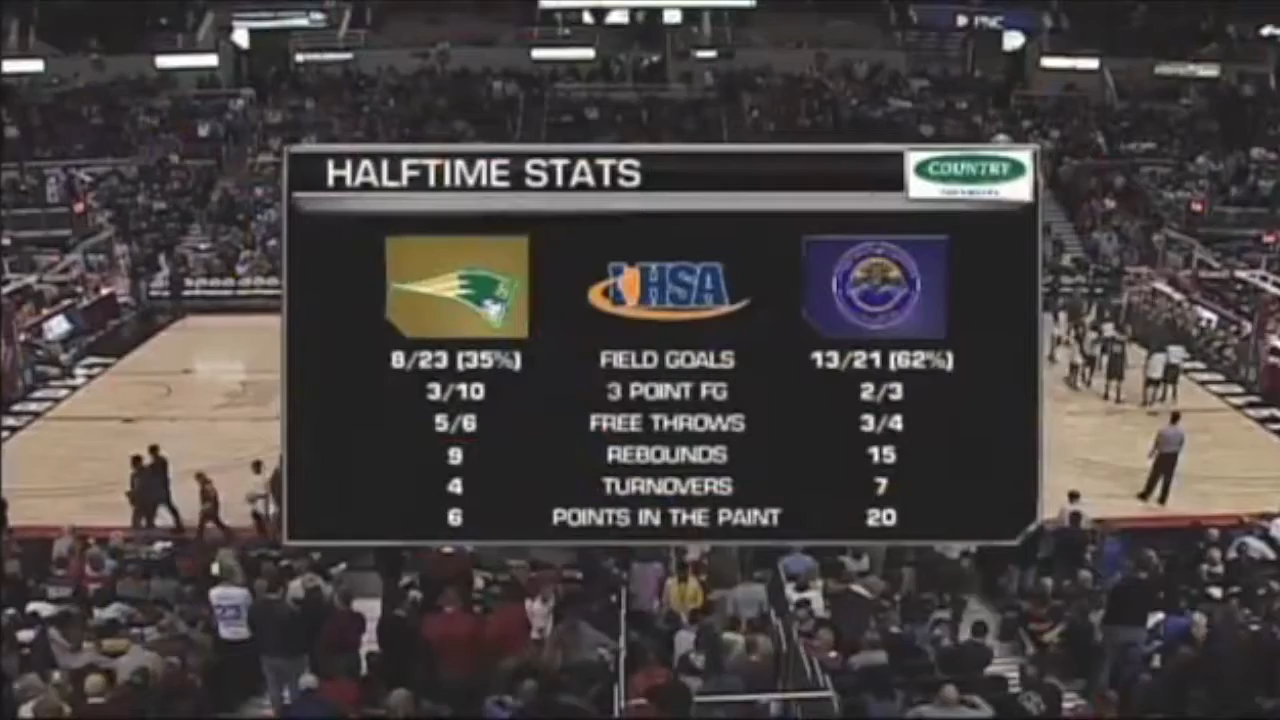 HALFTIME STATS
COUNTRY
IHSA
8/23 (35%) FIELD GOALS 13/21 (62%)
3/10 3 POINT FG 2/3
5/6 FREE THROWS 3/4
9 REBOUNDS 15
4 TURNOVERS 7
6 POINTS IN THE PAINT 20
23